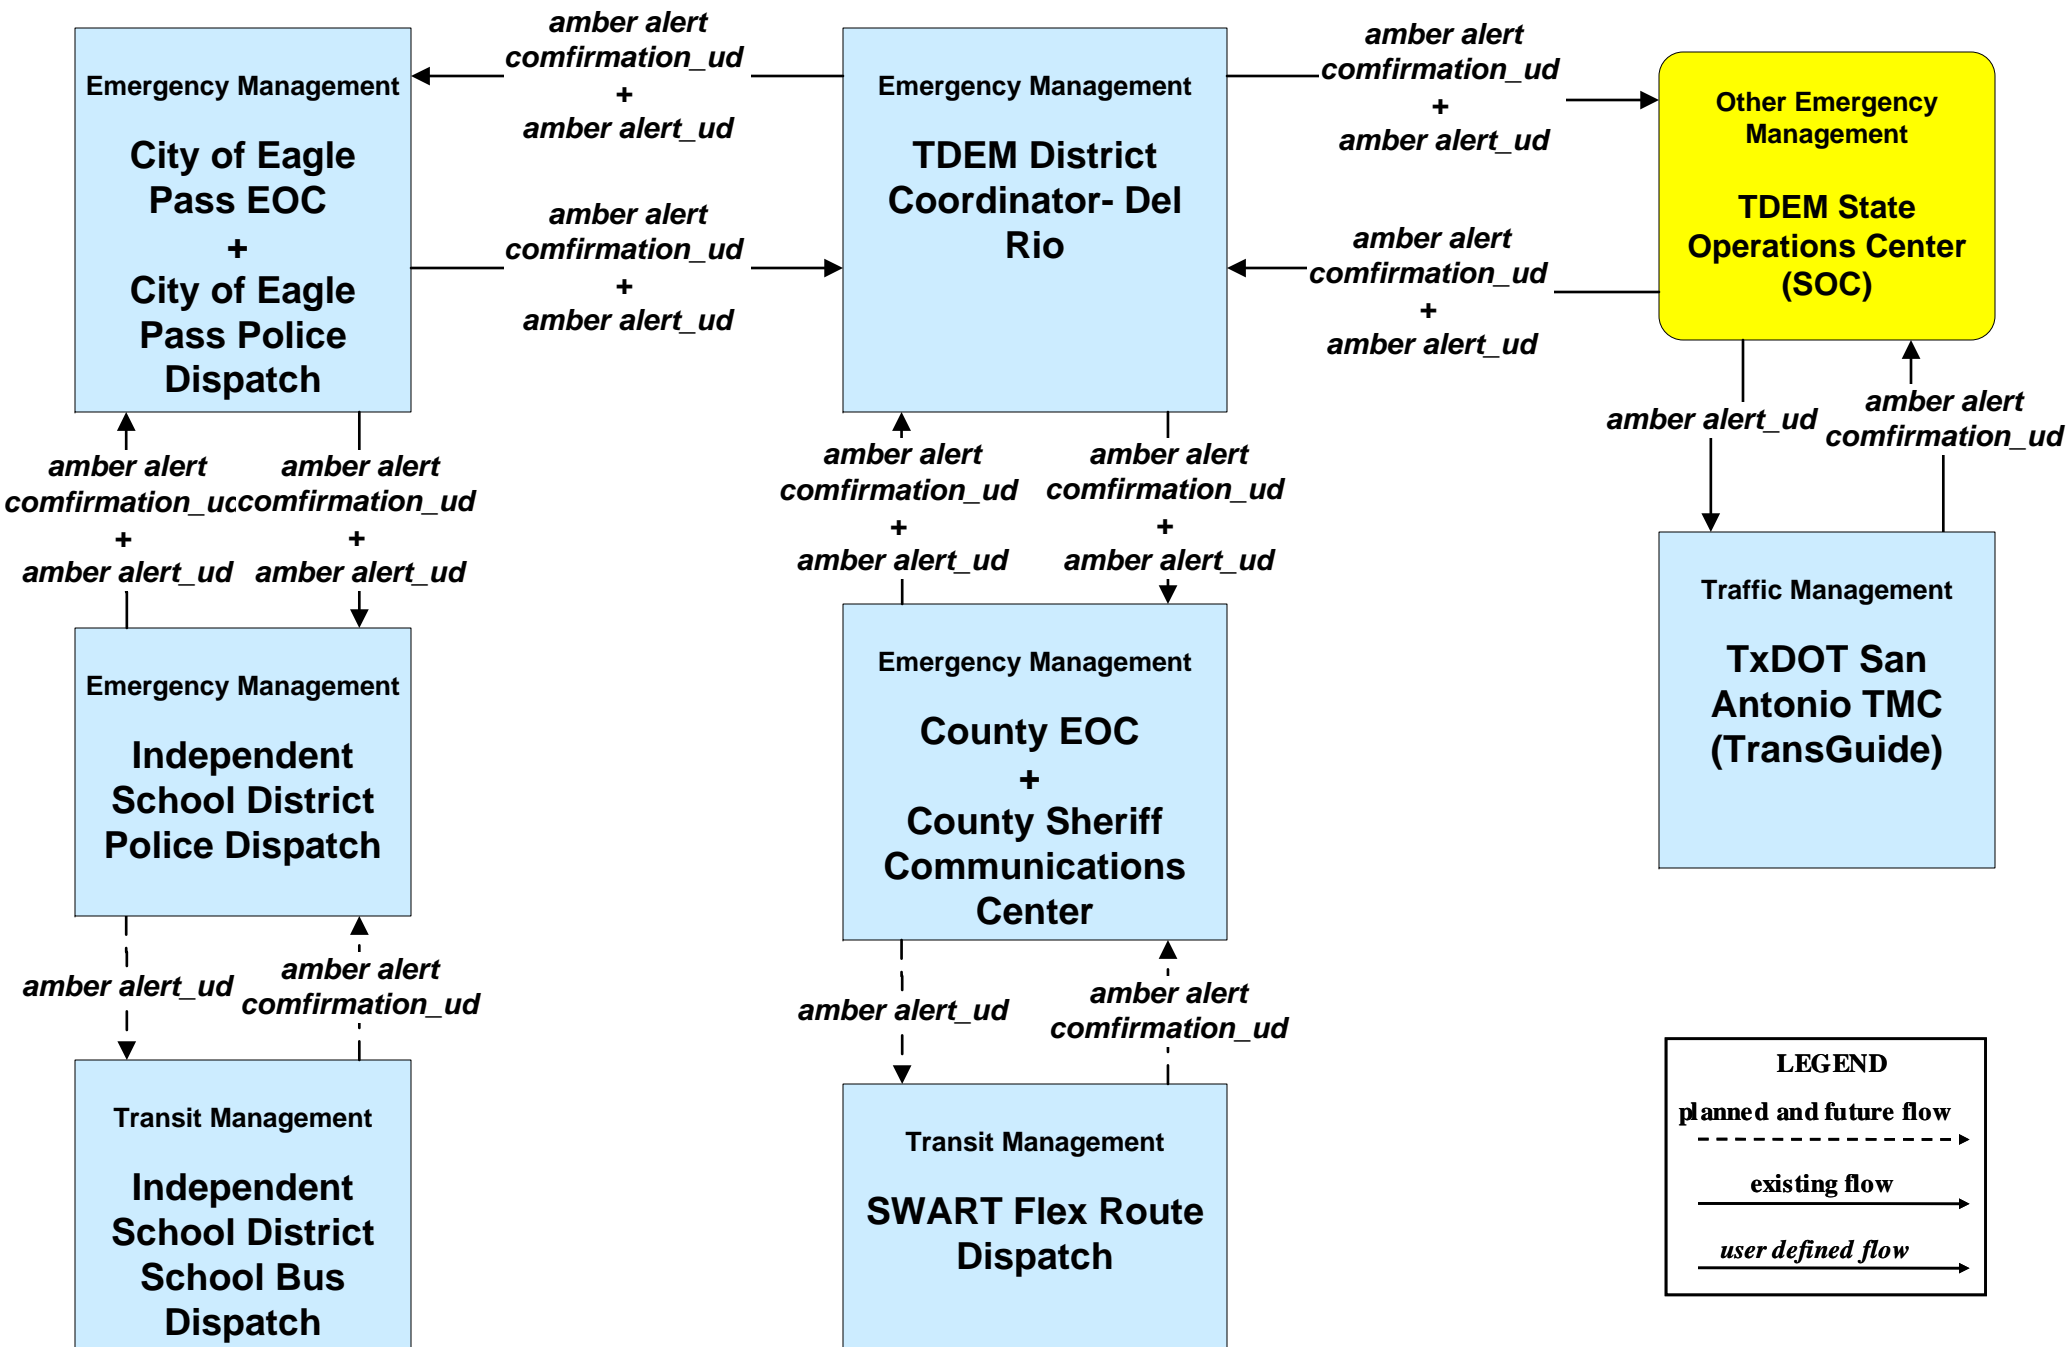 amber alert
comfirmation_ud
+
amber alert_ud
amber alert
comfirmation_ud
+
amber alert_ud
Emergency Management
City of Eagle
Pass EOC
+
City of Eagle
Pass Police
Dispatch
amber alert
comfirmation_ud
+
amber alert_ud
Emergency Management
TDEM District
Coordinator- Del
Rio
amber alert
comfirmation_ud
+
amber alert_ud
Other Emergency
Management
TDEM State
Operations Center
(SOC)
amber alert
comfirmation_ud
+
amber alert_ud
amber alert
comfirmation_ud
+
amber alert_ud
amber alert
comfirmation_ud
+
amber alert_ud
amber alert
comfirmation_ud
+
amber alert_ud
amber alert_ud
amber alert
comfirmation_ud
Emergency Management
Independent
School District
Police Dispatch
Emergency Management
County EOC
+
County Sheriff
Communications
Center
Traffic Management
TxDOT San
Antonio TMC
(TransGuide)
amber alert_ud
amber alert
comfirmation_ud
amber alert_ud
amber alert
comfirmation_ud
Transit Management
Independent
School District
School Bus
Dispatch
Transit Management
SWART Flex Route
Dispatch
LEGEND
planned and future flow
existing flow
user defined flow